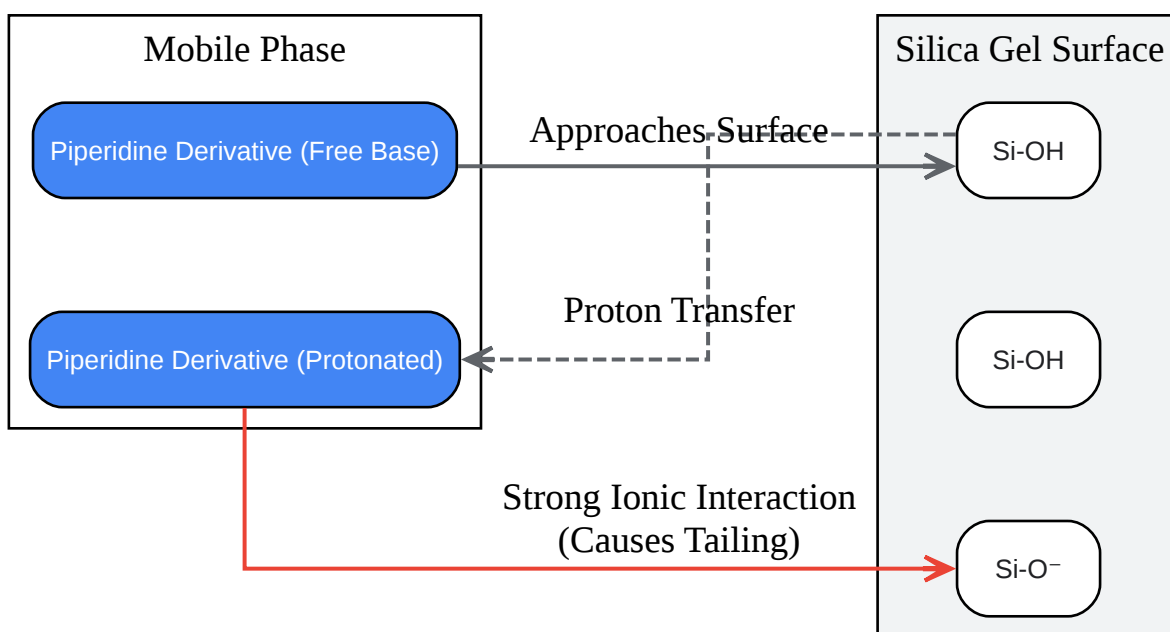 Mobile Phase
Silica Gel Surface
Piperidine Derivative (Free Base)
Approaches Surface
Si-OH
Proton Transfer
Piperidine Derivative (Protonated)
Si-OH
Strong Ionic Interaction
(Causes Tailing)
Si-O⁻